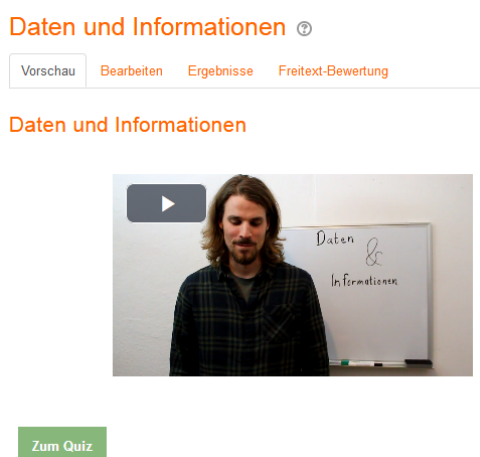 Daten und Informationen
Vorschau Bearbeiten Ergebnisse Freitext-Bewertung
Daten und Informationen
Daten
&
Informationen
Zum Quiz